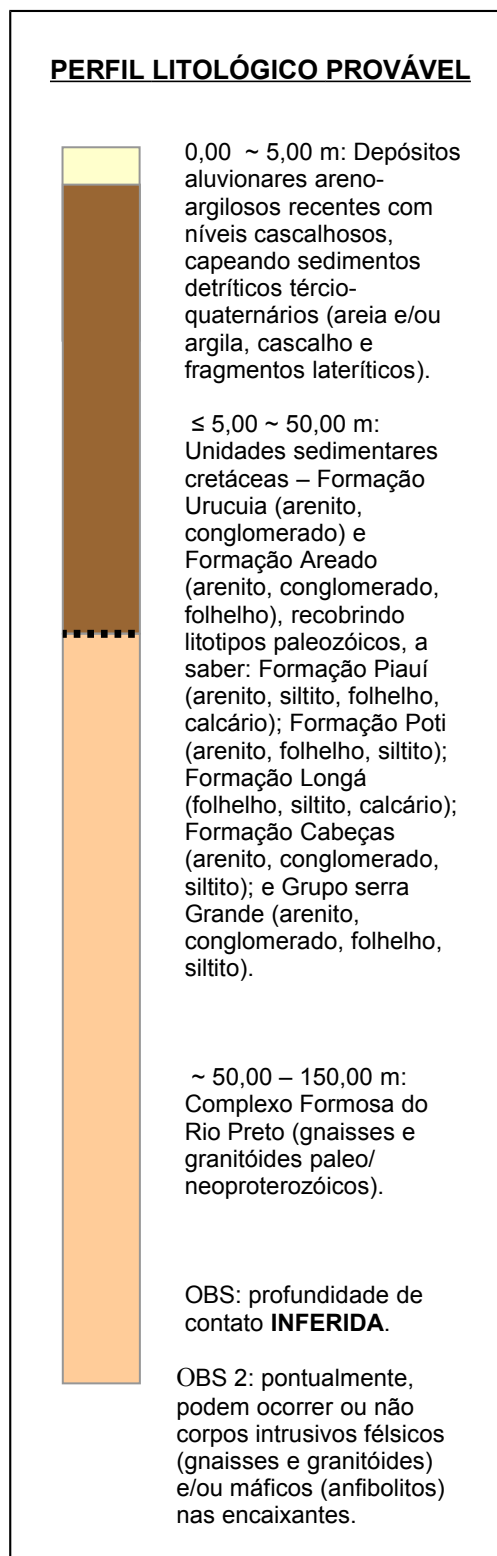 PERFIL LITOLÓGICO PROVÁVEL
0,00 ~ 5,00 m: Depósitos
aluvionares areno-
argilosos recentes com
níveis cascalhosos,
capeando sedimentos
detríticos tércio-
quaternários (areia e/ou
argila, cascalho e
fragmentos lateríticos).
≤ 5,00 ~ 50,00 m:
Unidades sedimentares
cretáceas – Formação
Urucuia (arenito,
conglomerado) e
Formação Areado
(arenito, conglomerado,
folhelho), recobrindo
litotipos paleozóicos, a
saber: Formação Piauí
(arenito, siltito, folhelho,
calcário); Formação Poti
(arenito, folhelho, siltito);
Formação Longá
(folhelho, siltito, calcário);
Formação Cabeças
(arenito, conglomerado,
siltito); e Grupo serra
Grande (arenito,
conglomerado, folhelho,
siltito).
~ 50,00 – 150,00 m:
Complexo Formosa do
Rio Preto (gnaisses e
granitóides paleo/
neoproterozóicos).
OBS: profundidade de
contato INFERIDA.
OBS 2: pontualmente,
podem ocorrer ou não
corpos intrusivos félsicos
(gnaisses e granitóides)
e/ou máficos (anfibolitos)
nas encaixantes.